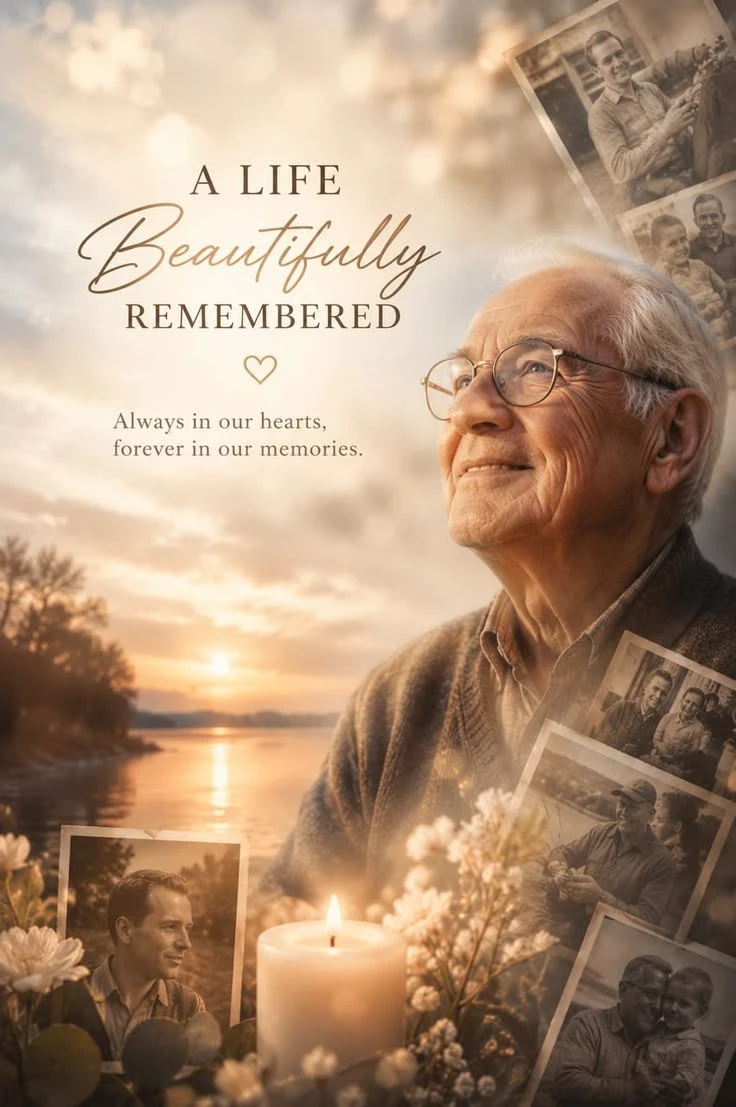 A LIFE
Beautifully
REMEMBERED
Always in our hearts,
forever in our memories.